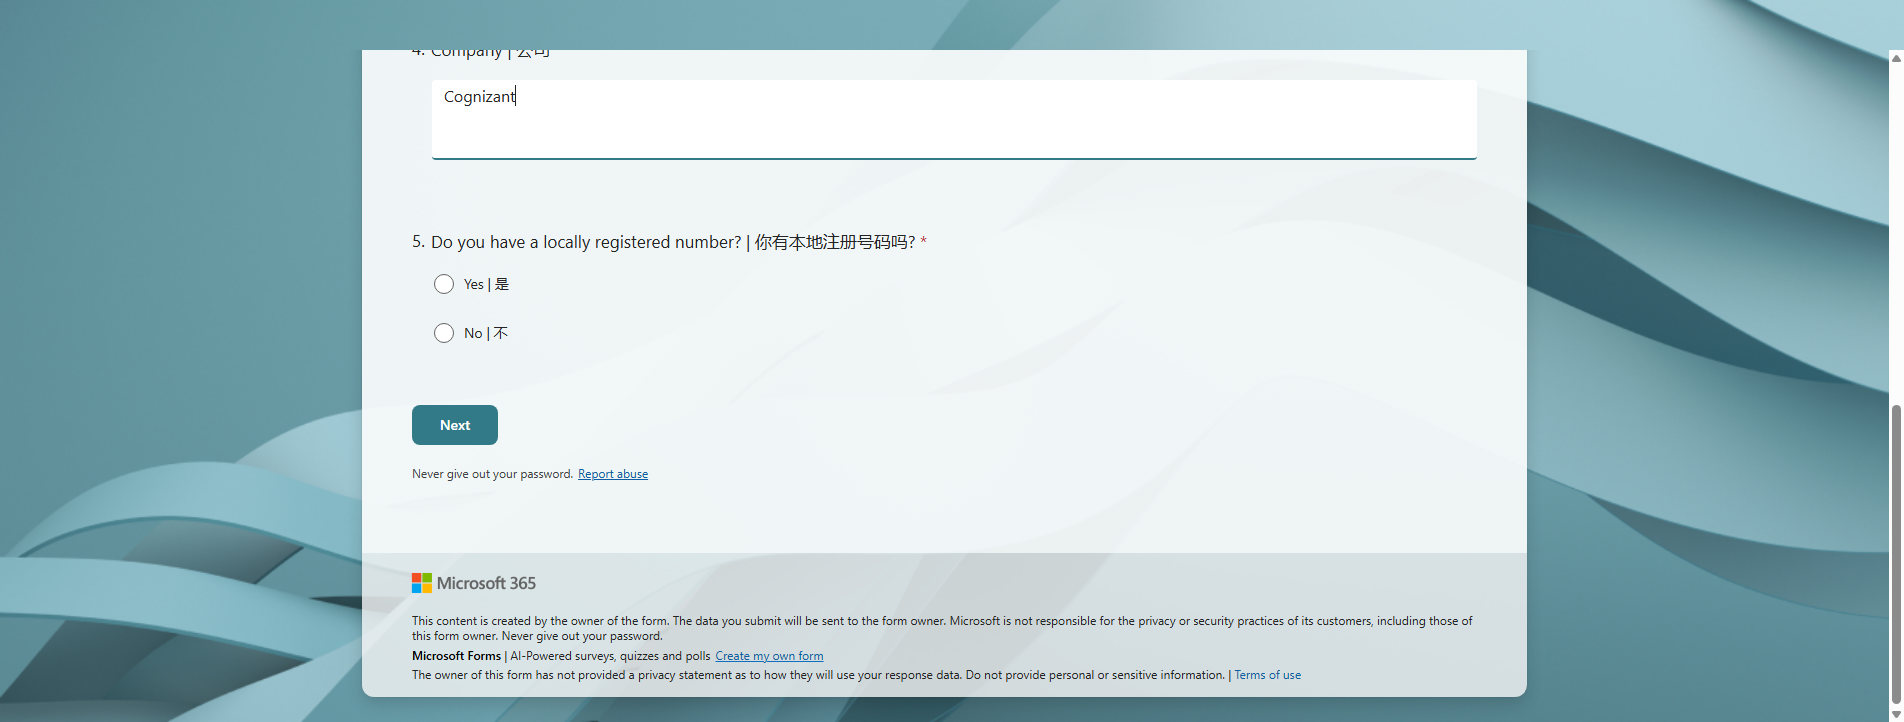 4. Company | 公司
Cognizant
5. Do you have a locally registered number? | 你有本地注册号码吗? *
Yes | 是
No | 不
Next
Never give out your password. Report abuse
Microsoft 365
This content is created by the owner of the form. The data you submit will be sent to the form owner. Microsoft is not responsible for the privacy or security practices of its customers, including those of
this form owner. Never give out your password.
Microsoft Forms | AI-Powered surveys, quizzes and polls Create my own form
The owner of this form has not provided a privacy statement as to how they will use your response data. Do not provide personal or sensitive information. | Terms of use